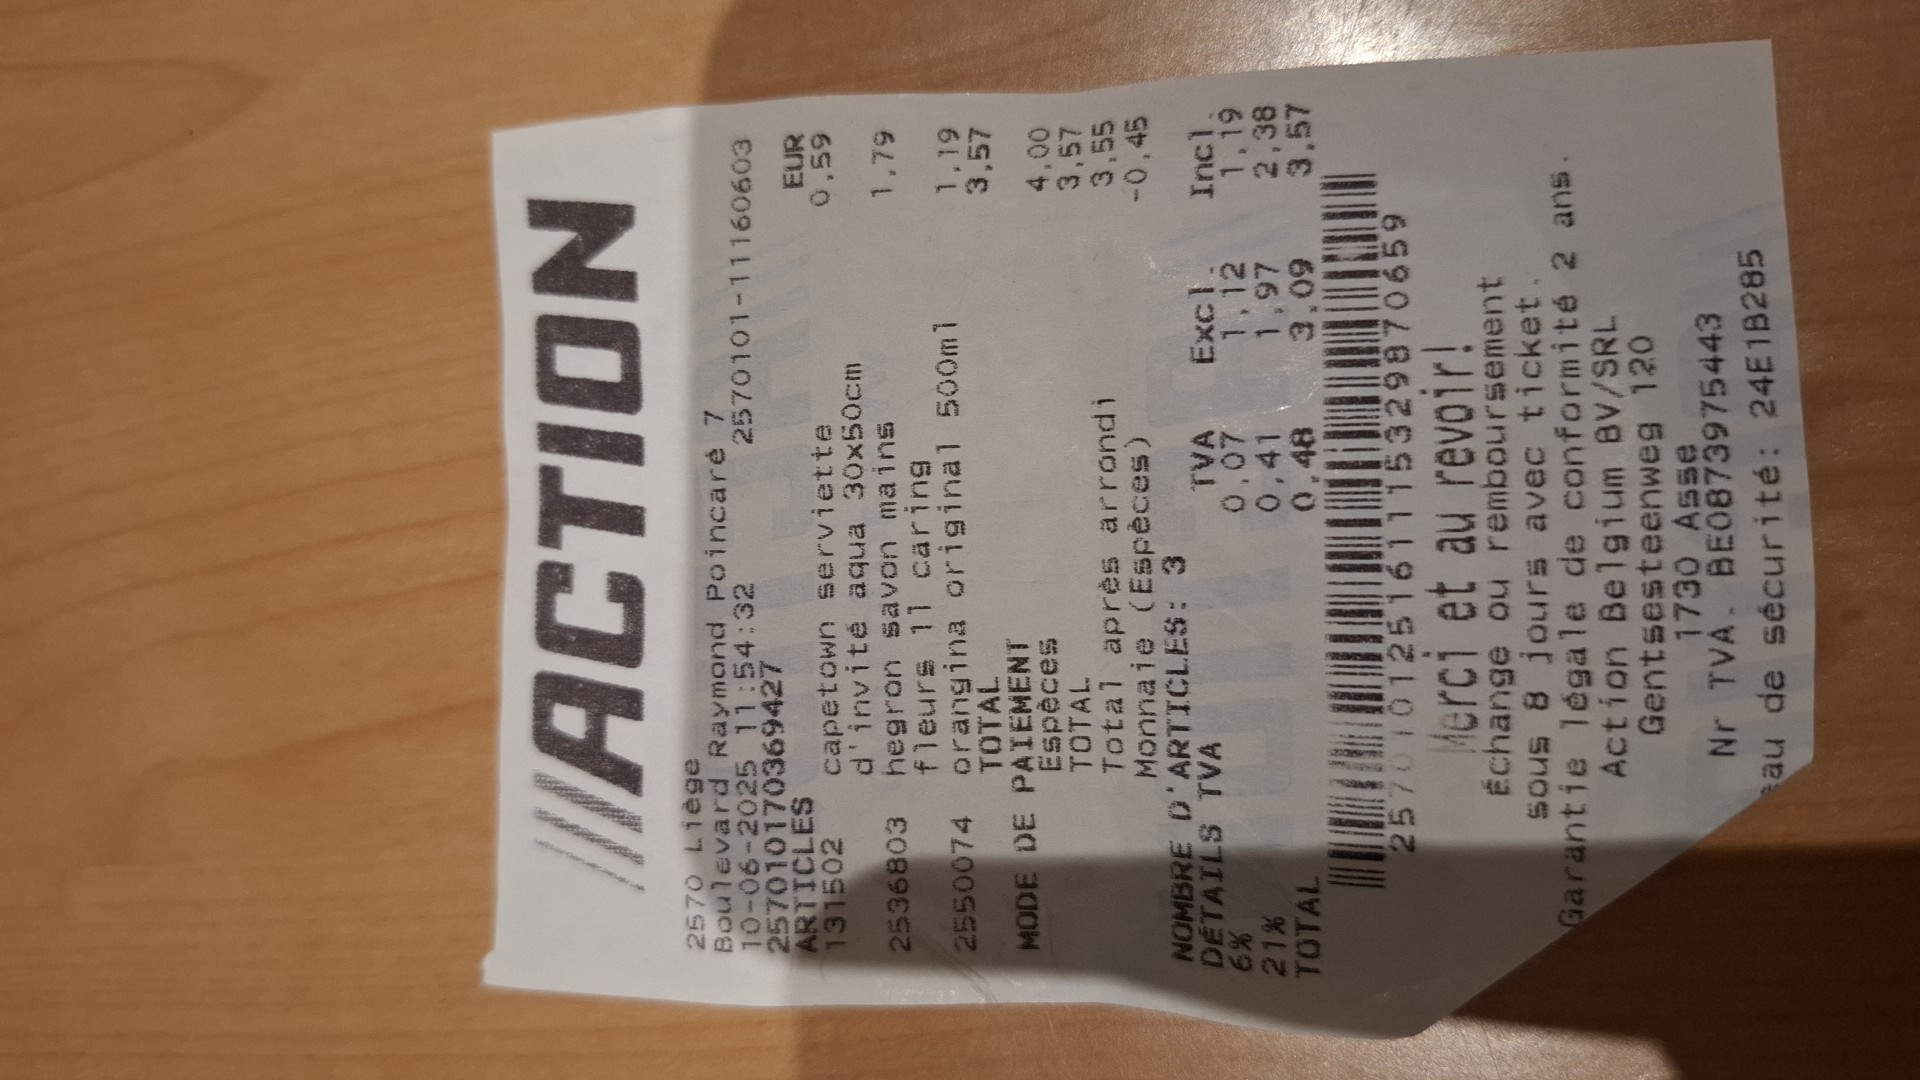 ACTION
2570 Liège
Boulevard Raymond Poincaré 7
10-06-2025 11:54:32 2570101-11160603
2570101703694​27
ARTICLES EUR
131502 capetown serviette 0,59
d'invité aqua 30x50cm
2536803 hegron savon mains 1,79
fleurs 1l caring
2550074 orangina original 500ml 1,19
TOTAL 3,57
MODE DE PAIEMENT
Espèces 4,00
TOTAL 3,57
Total après arrondi 3,55
Monnaie (Espèces) -0,45
NOMBRE D'ARTICLES: 3
DÉTAILS TVA TVA Excl. Incl.
6% 0,07 1,12 1,19
21% 0,41 1,97 2,38
TOTAL 0,48 3,09 3,57
25701012516111532987​0659
Merci et au revoir!
Échange ou remboursement
sous 8 jours avec ticket.
Garantie légale de conformité 2 ans.
Action Belgium BV/SRL
Gentsesteenweg 120
1730 Asse
Nr TVA. BE0873975443
eau de sécurité: 24E1B285